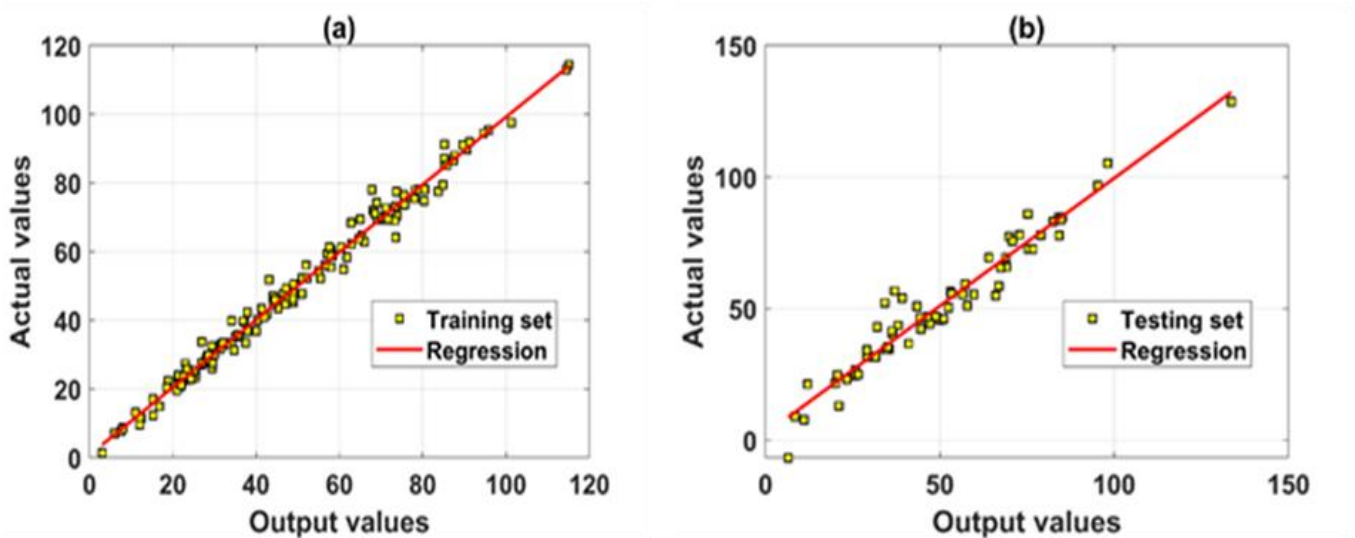 (a)
120
100
80
60
40
20
0
0 20 40 60 80 100 120
Actual values
Output values
Training set
Regression
(b)
150
100
50
0
0 50 100 150
Actual values
Output values
Testing set
Regression